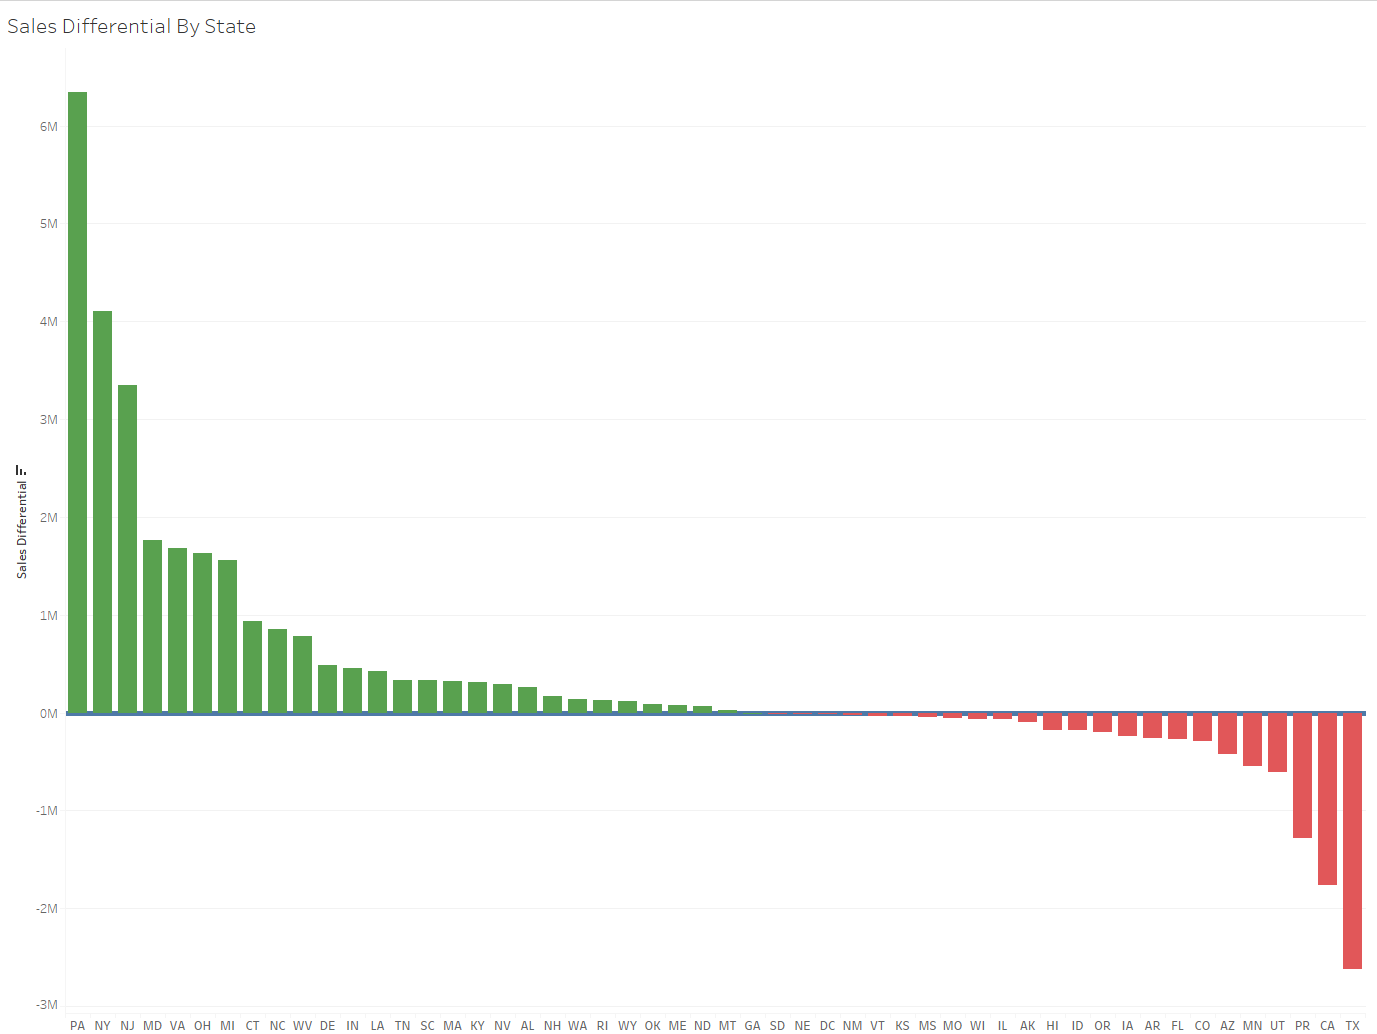 Sales Differential By State
Sales Differential
6M
5M
4M
3M
2M
1M
0M
-1M
-2M
-3M
PA NY NJ MD VA OH MI CT NC WV DE IN LA TN SC MA KY NV AL NH WA RI WY OK ME ND MT GA SD NE DC NM VT KS MS MO WI IL AK HI ID OR IA AR FL CO AZ MN UT PR CA TX